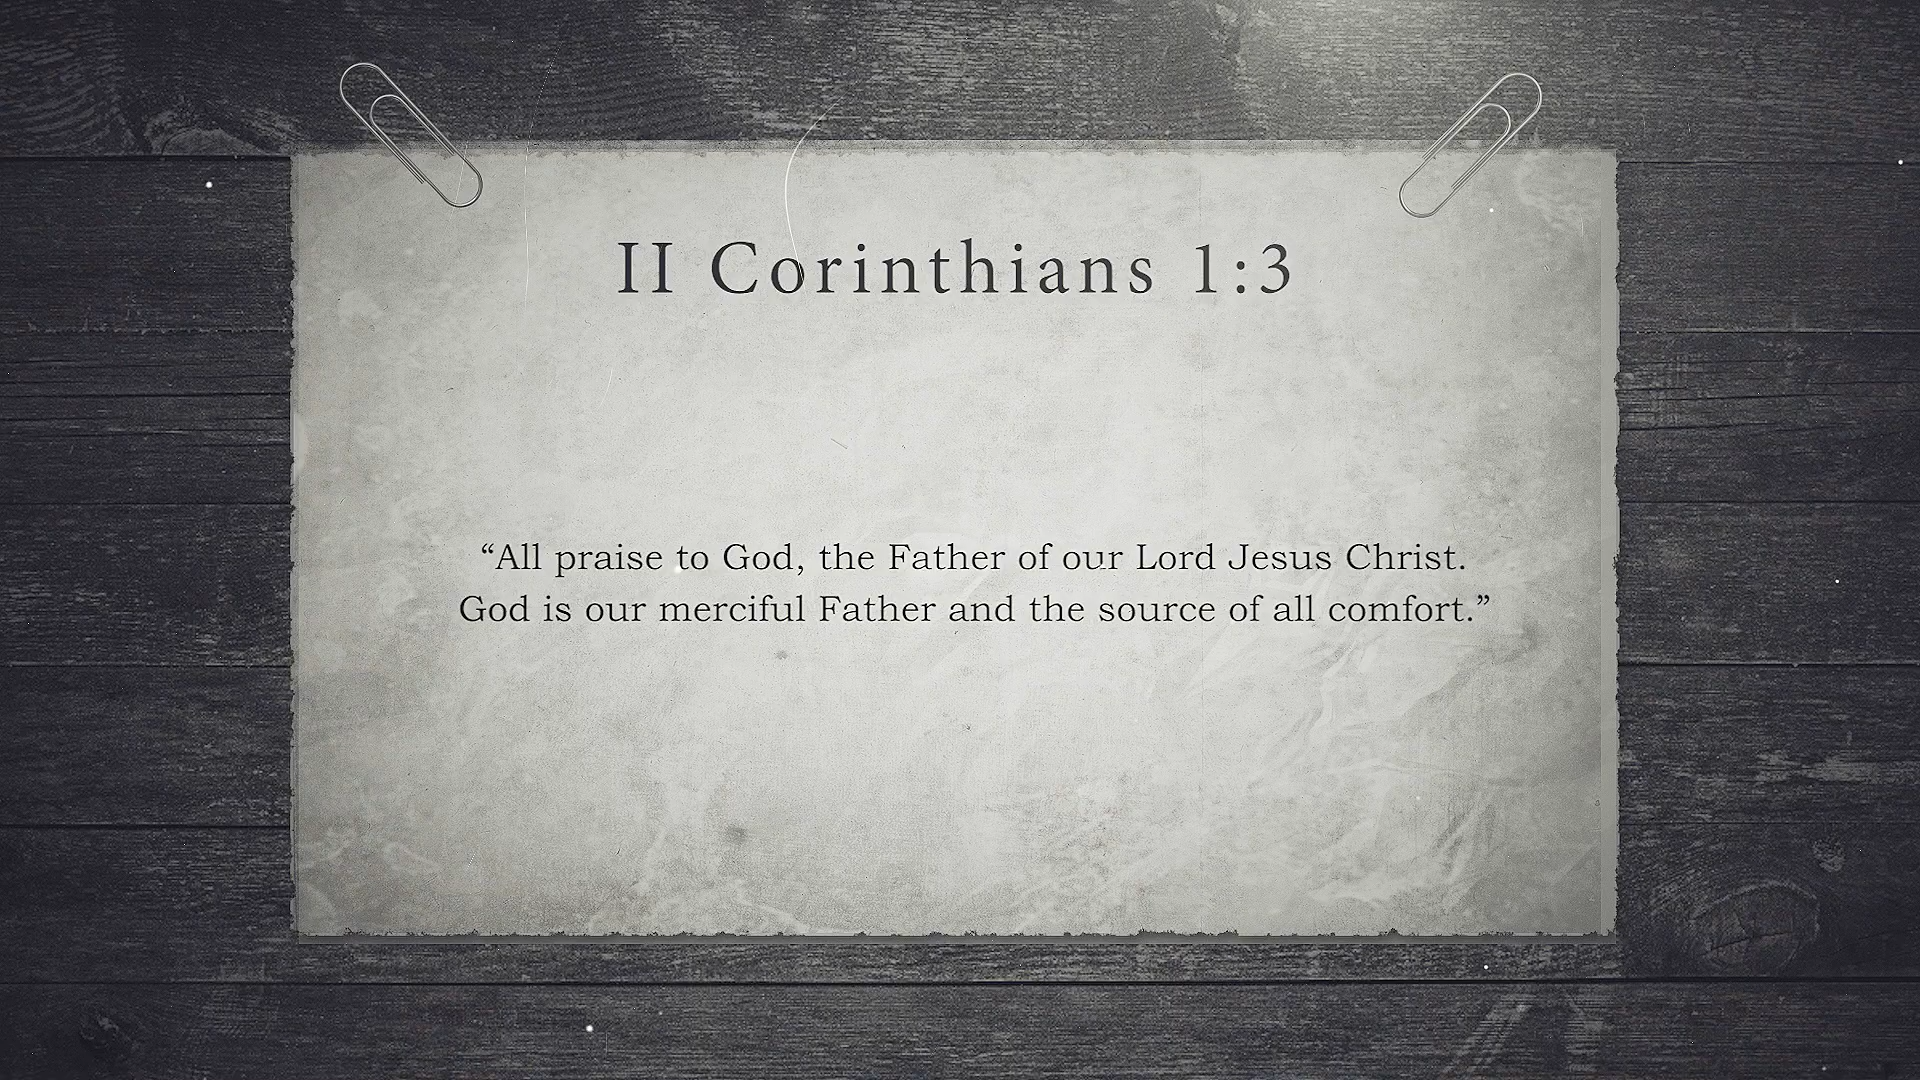 II Corinthians 1:3
“All praise to God, the Father of our Lord Jesus Christ.
God is our merciful Father and the source of all comfort.”